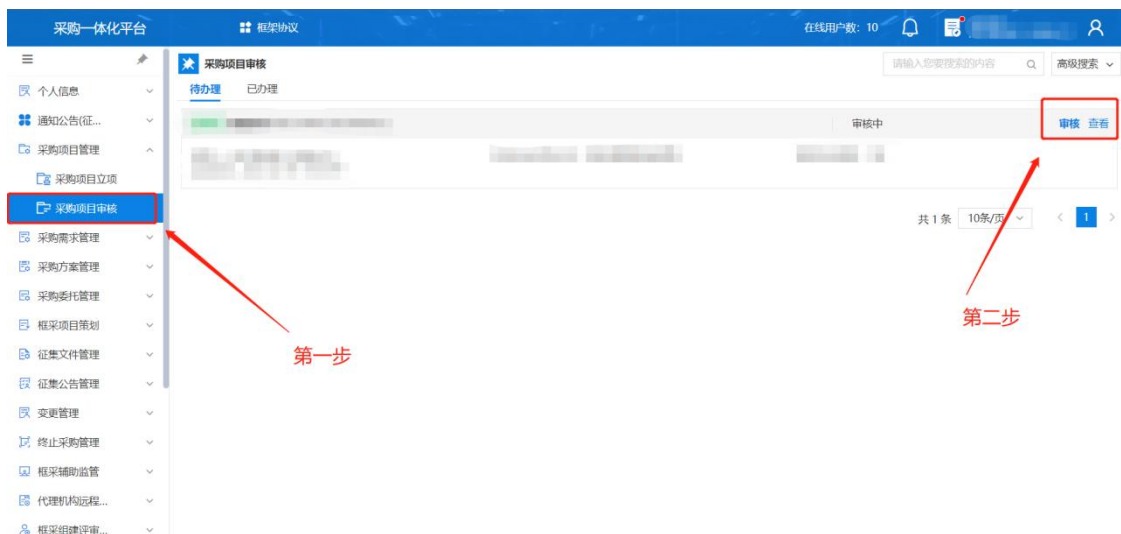 采购一体化平台
框架协议
在线用户数: 10
采购项目审核
请输入您要搜索的内容
高级搜索
个人信息
待办理 已办理
通知公告(征...
审核中
审核 查看
采购项目管理
采购项目立项
采购项目审核
共 1 条 10条/页 1
采购需求管理
采购方案管理
采购委托管理
框采项目策划
第二步
征集文件管理
第一步
征集公告管理
变更管理
终止采购管理
框采辅助监管
代理机构远程...
框采组建评审...